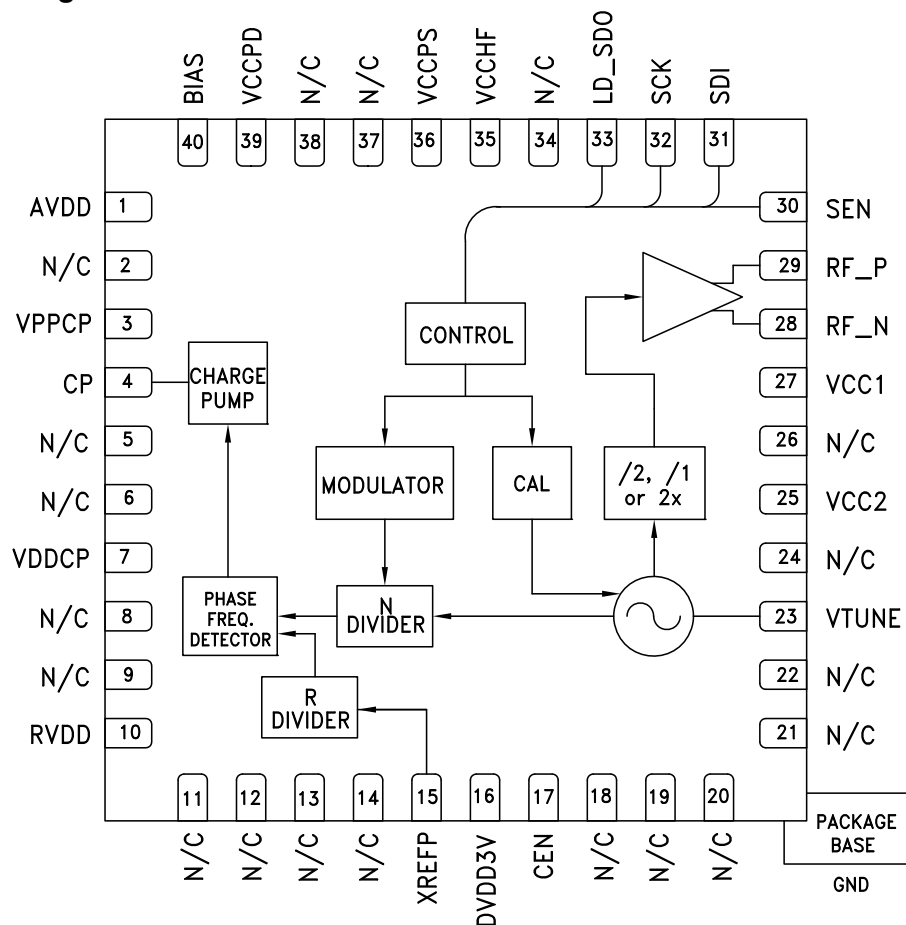 BIAS
VCCPD
N/C
N/C
VCCPS
VCCHF
N/C
LD_SDO
SCK
SDI
40
39
38
37
36
35
34
33
32
31
AVDD
1
N/C
2
VPPCP
3
CP
4
N/C
5
N/C
6
VDDCP
7
N/C
8
N/C
9
RVDD
10
30
SEN
29
RF_P
28
RF_N
27
VCC1
26
N/C
25
VCC2
24
N/C
23
VTUNE
22
N/C
21
N/C
CONTROL
CHARGE
PUMP
MODULATOR
CAL
/2, /1
or 2x
PHASE
FREQ.
DETECTOR
N
DIVIDER
R
DIVIDER
11
12
13
14
15
16
17
18
19
20
N/C
N/C
N/C
N/C
XREFP
DVDD3V
CEN
N/C
N/C
N/C
PACKAGE
BASE
GND